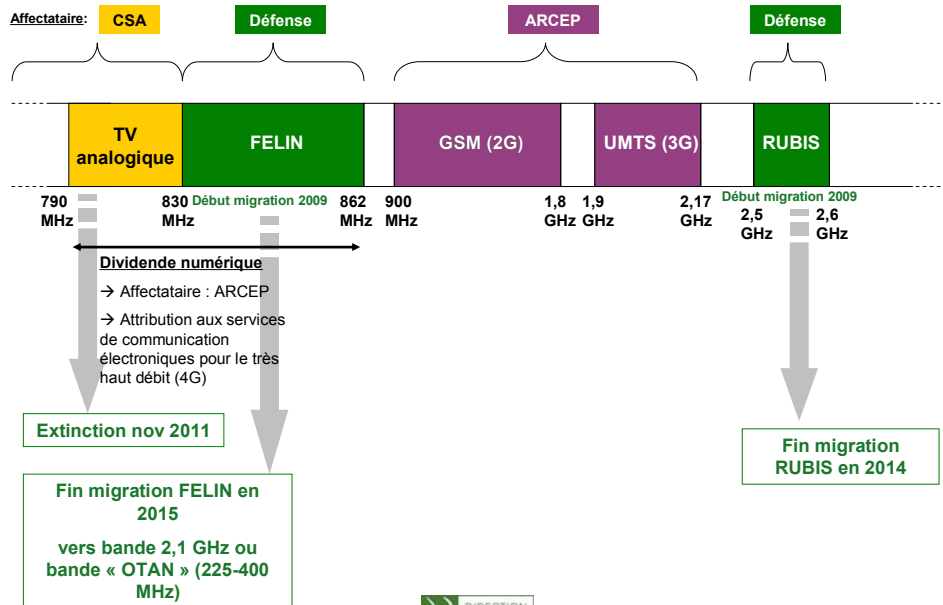 Affectataire: CSA Défense ARCEP Défense
TV
analogique
FELIN
GSM (2G)
UMTS (3G)
RUBIS
790
MHz
830
MHz
Début migration 2009
862
MHz
900
MHz
1,8
GHz
1,9
GHz
2,17
GHz
Début migration 2009
2,5
GHz
2,6
GHz
Dividende numérique
→ Affectataire : ARCEP
→ Attribution aux services
de communication
électroniques pour le très
haut débit (4G)
Extinction nov 2011
Fin migration
RUBIS en 2014
Fin migration FELIN en
2015
vers bande 2,1 GHz ou
bande « OTAN » (225-400
MHz)
DIRECTION